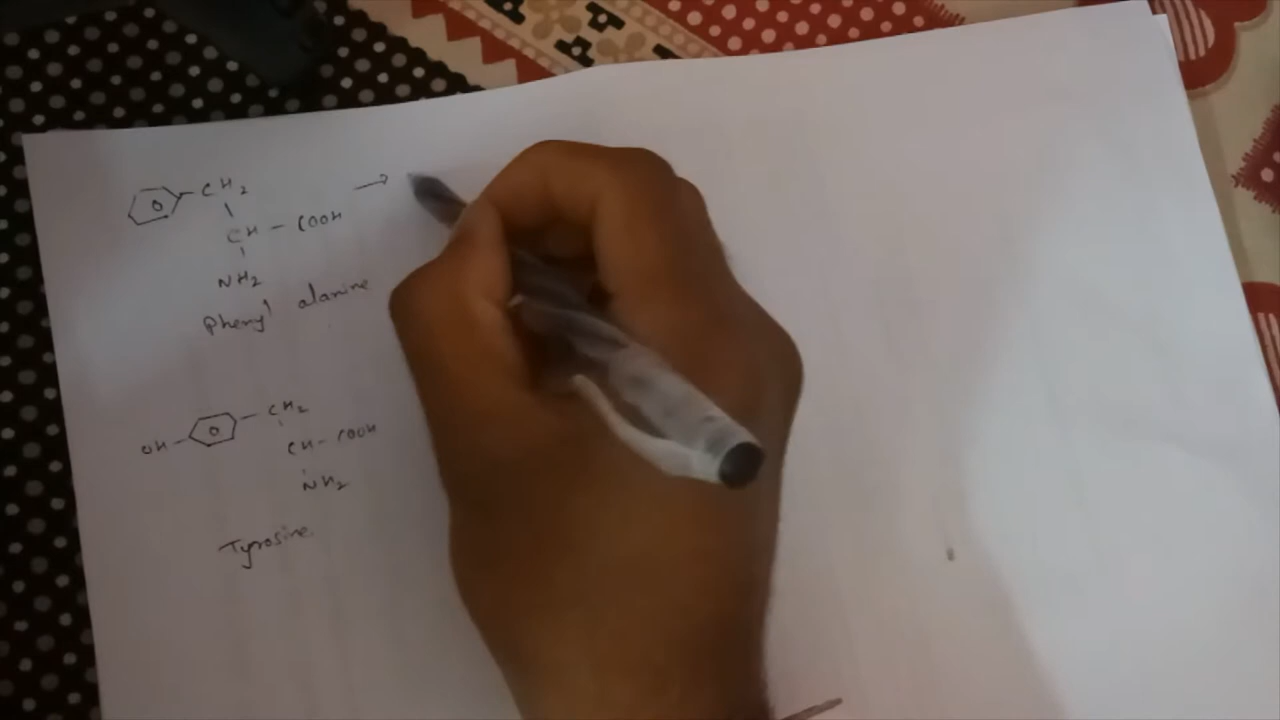 CH2
CH - COOH
NH2
Phenyl alanine
OH CH2
CH - COOH
NH2
Tyrosine